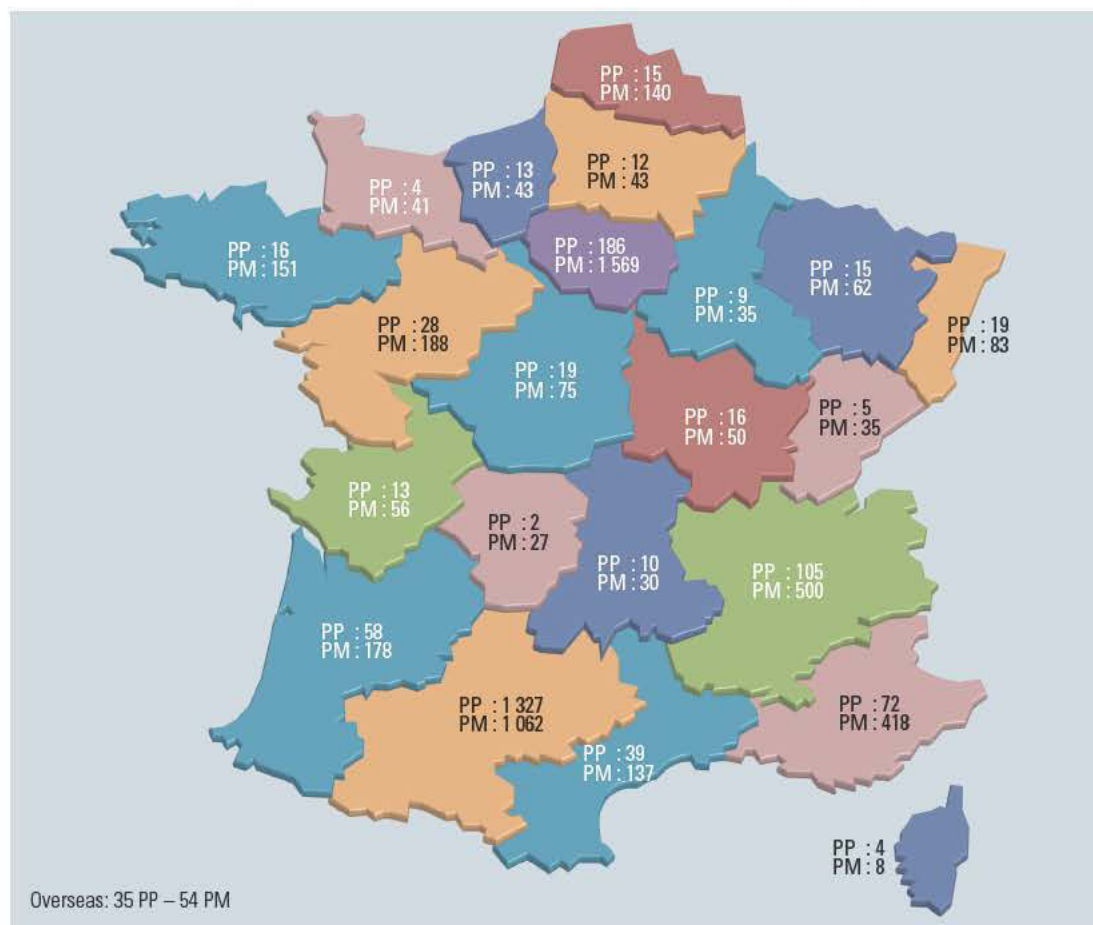 PP : 15
PM : 140
PP : 12
PM : 43
PP : 13
PM : 43
PP : 4
PM : 41
PP : 16
PM : 151
PP : 186
PM : 1 569
PP : 15
PM : 62
PP : 9
PM : 35
PP : 19
PM : 83
PP : 28
PM : 188
PP : 19
PM : 75
PP : 16
PM : 50
PP : 5
PM : 35
PP : 13
PM : 56
PP : 2
PM : 27
PP : 10
PM : 30
PP : 105
PM : 500
PP : 58
PM : 178
PP : 1 327
PM : 1 062
PP : 39
PM : 137
PP : 72
PM : 418
PP : 4
PM : 8
Overseas: 35 PP – 54 PM